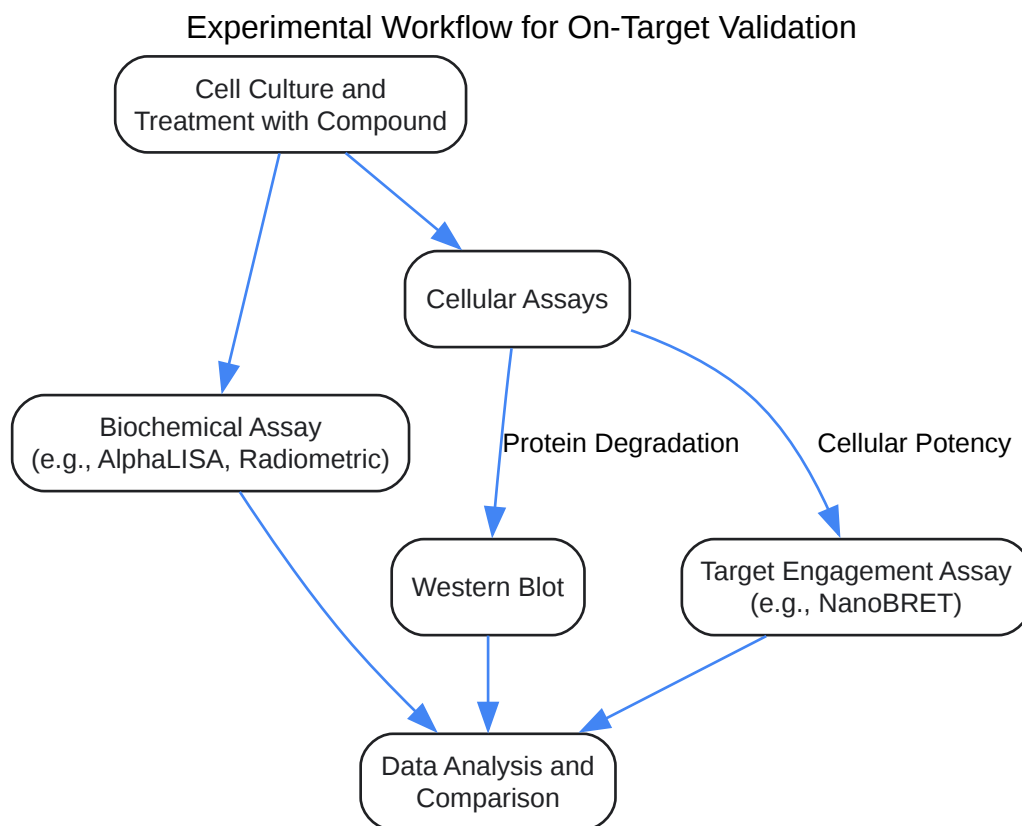 Experimental Workflow for On-Target Validation
Cell Culture and
Treatment with Compound
Cellular Assays
Biochemical Assay
(e.g., AlphaLISA, Radiometric)
Protein Degradation
Cellular Potency
Western Blot
Target Engagement Assay
(e.g., NanoBRET)
Data Analysis and
Comparison